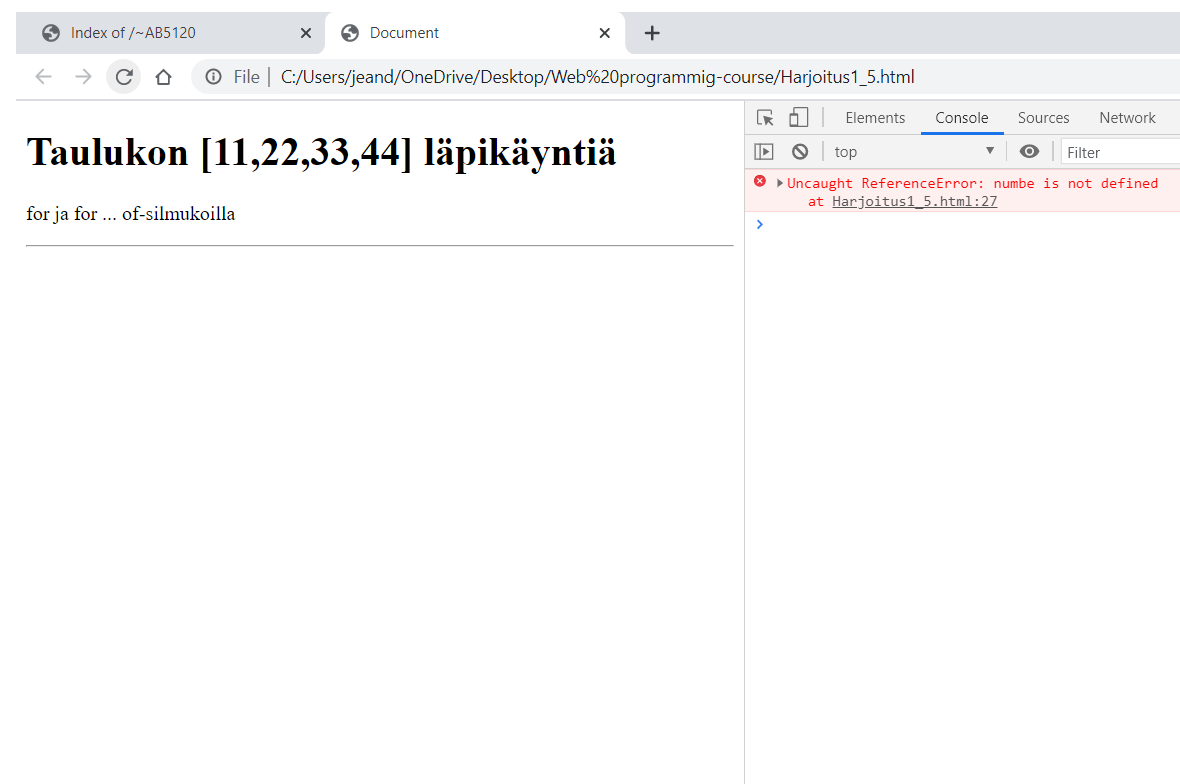 Index of /~AB5120
Document
File | C:/Users/jeand/OneDrive/Desktop/Web%20programmig-course/Harjoitus1_5.html
Taulukon [11,22,33,44] läpikäyntiä
for ja for ... of-silmukoilla
Elements Console Sources Network
top Filter
Uncaught ReferenceError: numbe is not defined
at Harjoitus1_5.html:27